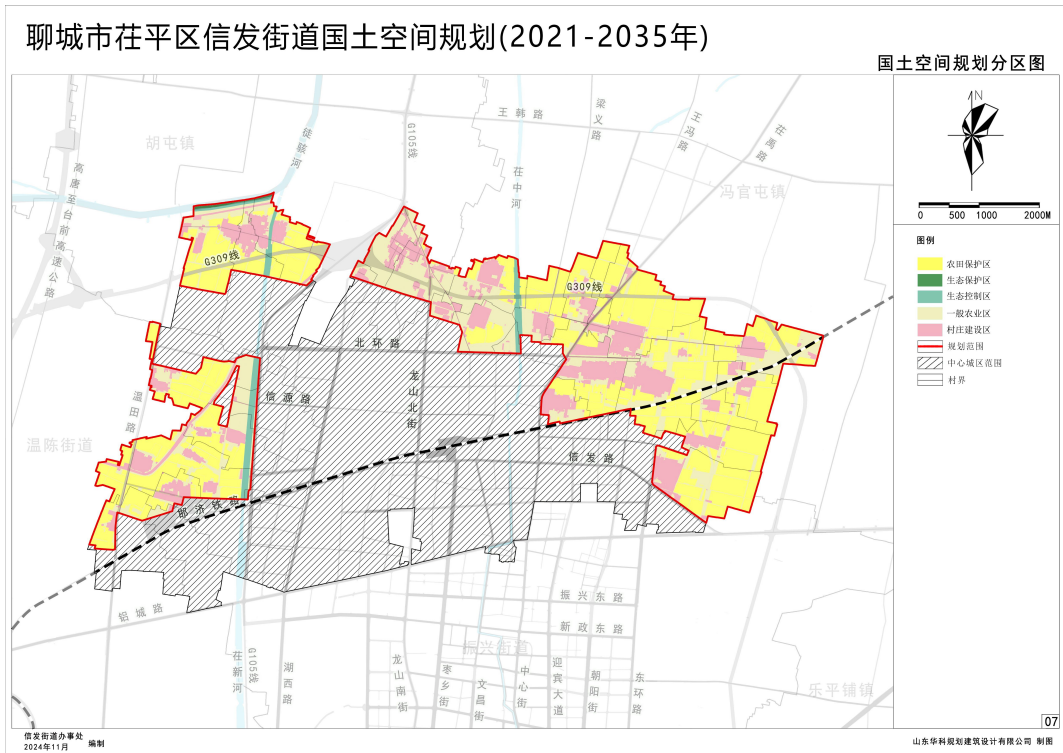 聊城市茌平区信发街道国土空间规划(2021-2035年)
国土空间规划分区图
N
0 500 1000 2000M
图例
农田保护区
生态保护区
生态控制区
一般农业区
村庄建设区
规划范围
中心城区范围
村界
王韩路
梁义路
王冯路
茌禹路
G105线
徒骇河
胡屯镇
茌中河
冯官屯镇
高唐至台前高速公路
G309线
G309线
北环路
龙山北街
信源路
温田路
温陈街道
信发路
邯济铁路
铝城路
振兴东路
新政东路
振兴街道
茌新河
G105线
湖西路
龙山南街
枣乡街
文昌街
中心街
迎宾大道
朝阳街
东环路
乐平铺镇
07
信发街道办事处
2024年11月
编制
山东华科规划建筑设计有限公司 制图